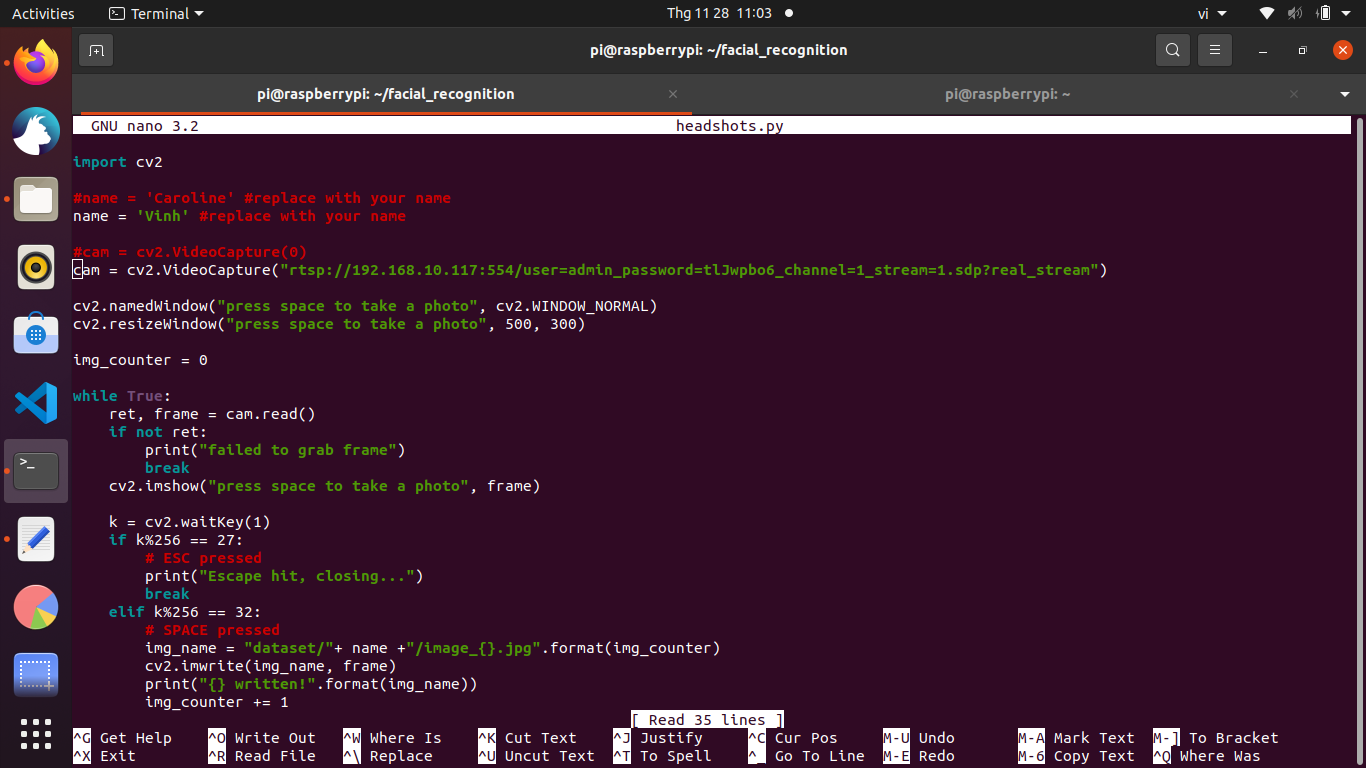 Activities Terminal Thg 11 28 11:03 vi
pi@raspberrypi: ~/facial_recognition
pi@raspberrypi: ~/facial_recognition pi@raspberrypi: ~
GNU nano 3.2 headshots.py
import cv2
#name = 'Caroline' #replace with your name
name = 'Vinh' #replace with your name
#cam = cv2.VideoCapture(0)
cam = cv2.VideoCapture("rtsp://192.168.10.117:554/user=admin_password=tlJwpbo6_channel=1_stream=1.sdp?real_stream")
cv2.namedWindow("press space to take a photo", cv2.WINDOW_NORMAL)
cv2.resizeWindow("press space to take a photo", 500, 300)
img_counter = 0
while True:
    ret, frame = cam.read()
    if not ret:
        print("failed to grab frame")
        break
    cv2.imshow("press space to take a photo", frame)
    k = cv2.waitKey(1)
    if k%256 == 27:
        # ESC pressed
        print("Escape hit, closing...")
        break
    elif k%256 == 32:
        # SPACE pressed
        img_name = "dataset/"+ name +"/image_{}.jpg".format(img_counter)
        cv2.imwrite(img_name, frame)
        print("{} written!".format(img_name))
        img_counter += 1
[ Read 35 lines ]
^G Get Help ^O Write Out ^W Where Is ^K Cut Text ^J Justify ^C Cur Pos M-U Undo M-A Mark Text M-] To Bracket
^X Exit ^R Read File ^\ Replace ^U Uncut Text ^T To Spell ^_ Go To Line M-E Redo M-6 Copy Text ^Q Where Was